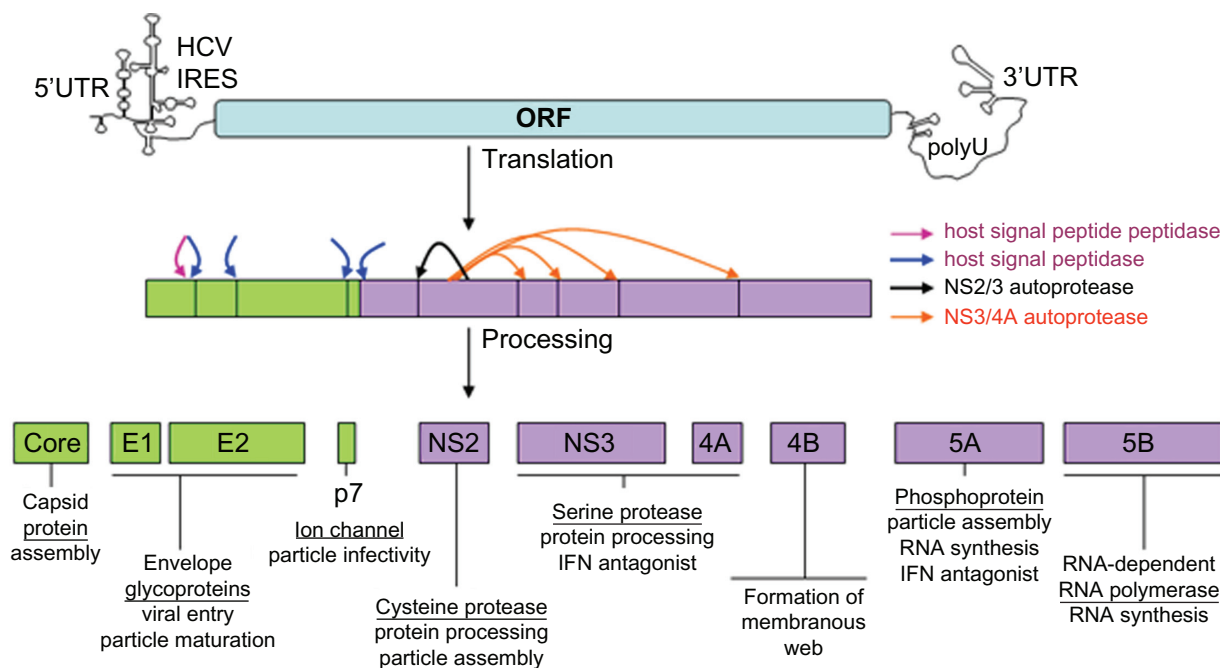 HCV
IRES
5'UTR
3'UTR
ORF
polyU
Translation
host signal peptide peptidase
host signal peptidase
NS2/3 autoprotease
NS3/4A autoprotease
Processing
Core
E1
E2
NS2
NS3
4A
4B
5A
5B
p7
Capsid
protein
assembly
Envelope
glycoproteins
viral entry
particle maturation
Ion channel
particle infectivity
Cysteine protease
protein processing
particle assembly
Serine protease
protein processing
IFN antagonist
Formation of
membranous
web
Phosphoprotein
particle assembly
RNA synthesis
IFN antagonist
RNA-dependent
RNA polymerase
RNA synthesis